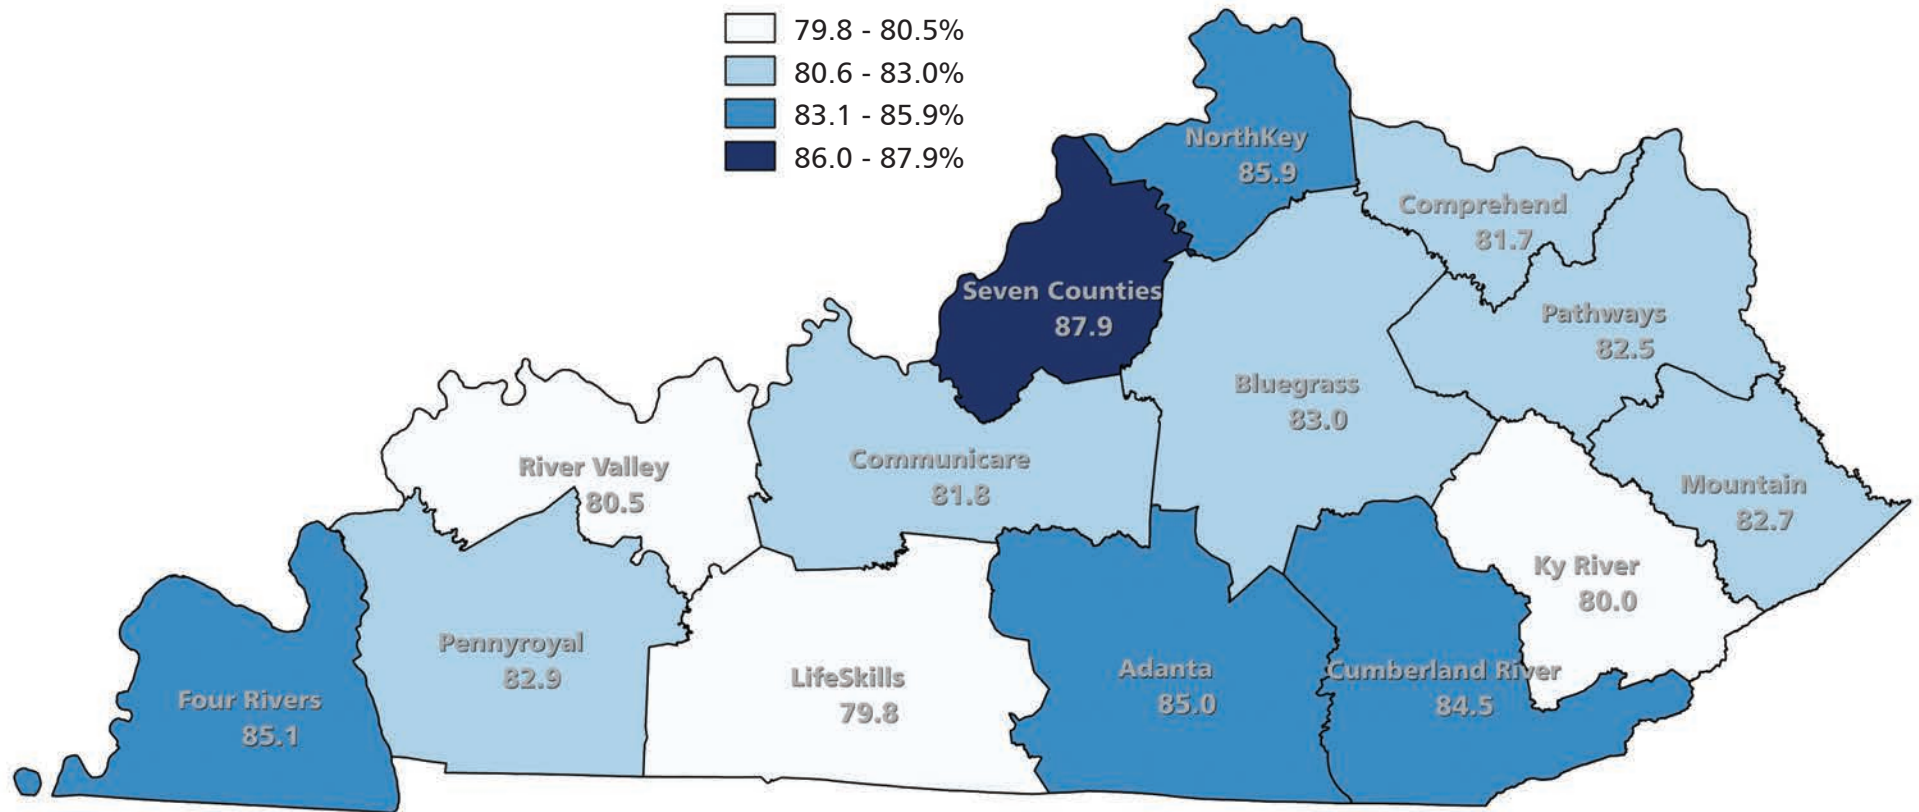 79.8 - 80.5%
80.6 - 83.0%
83.1 - 85.9%
86.0 - 87.9%
NorthKey
85.9
Comprehend
81.7
Seven Counties
87.9
Pathways
82.5
Bluegrass
83.0
River Valley
80.5
Communicare
81.8
Mountain
82.7
Ky River
80.0
Pennyroyal
82.9
LifeSkills
79.8
Adanta
85.0
Cumberland River
84.5
Four Rivers
85.1